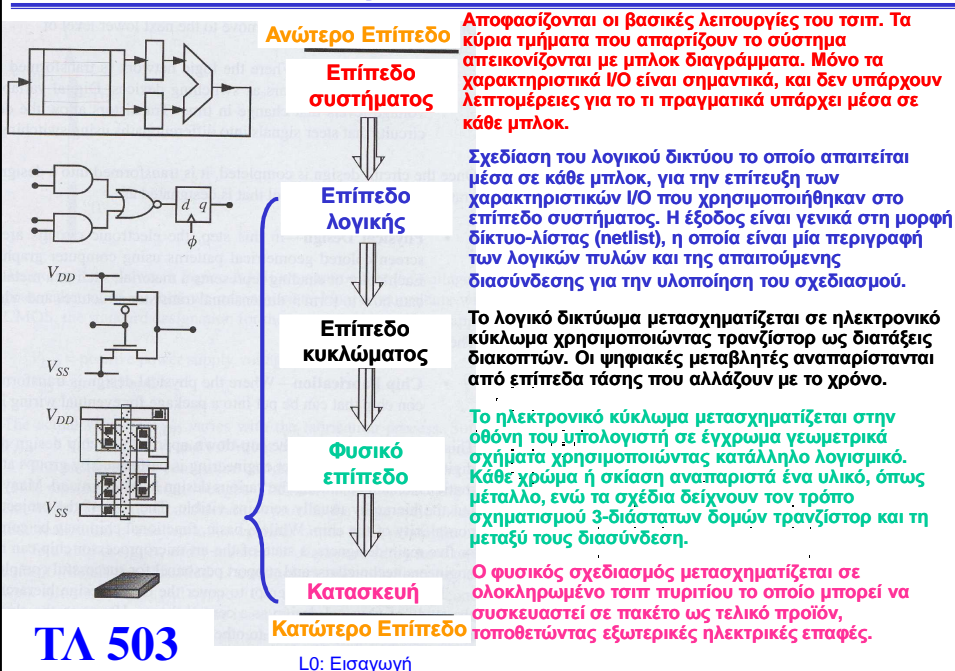 Ανώτερο Επίπεδο
Επίπεδο
συστήματος
Αποφασίζονται οι βασικές λειτουργίες του τσιπ. Τα
κύρια τμήματα που απαρτίζουν το σύστημα
απεικονίζονται με μπλοκ διαγράμματα. Μόνο τα
χαρακτηριστικά I/O είναι σημαντικά, και δεν υπάρχουν
λεπτομέρειες για το τι πραγματικά υπάρχει μέσα σε
κάθε μπλοκ.
d q
ϕ
Επίπεδο
λογικής
Σχεδίαση του λογικού δικτύου το οποίο απαιτείται
μέσα σε κάθε μπλοκ, για την επίτευξη των
χαρακτηριστικών I/O που χρησιμοποιήθηκαν στο
επίπεδο συστήματος. Η έξοδος είναι γενικά στη μορφή
δίκτυο-λίστας (netlist), η οποία είναι μία περιγραφή
των λογικών πυλών και της απαιτούμενης
διασύνδεσης για την υλοποίηση του σχεδιασμού.
VDD
VSS
Επίπεδο
κυκλώματος
Το λογικό δικτύωμα μετασχηματίζεται σε ηλεκτρονικό
κύκλωμα χρησιμοποιώντας τρανζίστορ ως διατάξεις
διακοπτών. Οι ψηφιακές μεταβλητές αναπαρίστανται
από επίπεδα τάσης που αλλάζουν με το χρόνο.
VDD
VSS
Φυσικό
επίπεδο
Το ηλεκτρονικό κύκλωμα μετασχηματίζεται στην
οθόνη του υπολογιστή σε έγχρωμα γεωμετρικά
σχήματα χρησιμοποιώντας κατάλληλο λογισμικό.
Κάθε χρώμα ή σκίαση αναπαριστά ένα υλικό, όπως
μέταλλο, ενώ τα σχέδια δείχνουν τον τρόπο
σχηματισμού 3-διάστατων δομών τρανζίστορ και τη
μεταξύ τους διασύνδεση.
Κατασκευή
Κατώτερο Επίπεδο
Ο φυσικός σχεδιασμός μετασχηματίζεται σε
ολοκληρωμένο τσιπ πυριτίου το οποίο μπορεί να
συσκευαστεί σε πακέτο ως τελικό προϊόν,
τοποθετώντας εξωτερικές ηλεκτρικές επαφές.
ΤΛ 503
L0: Εισαγωγή